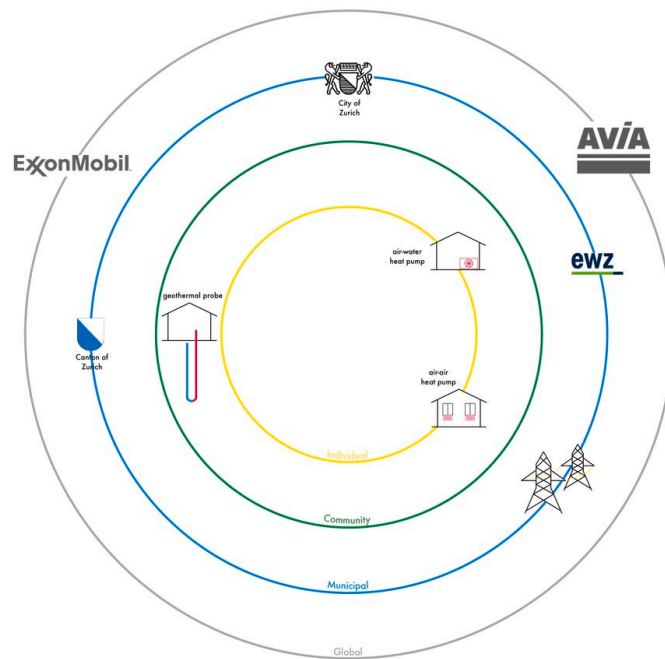 City of
Zurich
ExxonMobil
AVIA
air-water
heat pump
ewz
geothermal probe
Canton of
Zurich
air-air
heat pump
Individual
Community
Municipal
Global